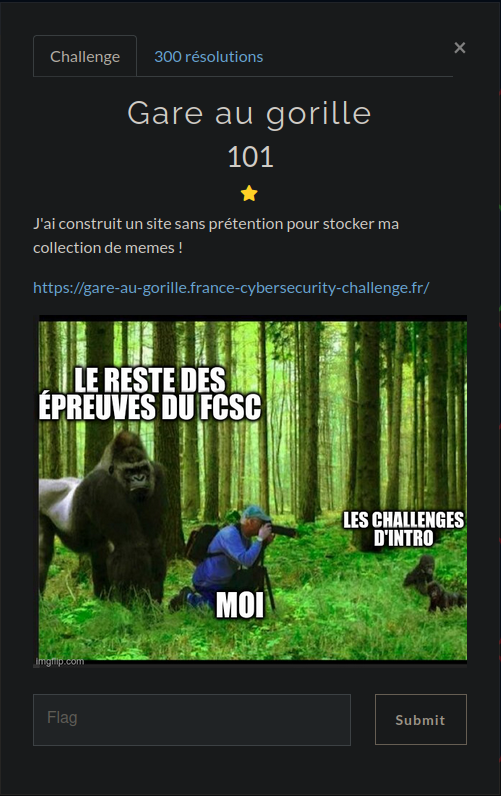 Challenge
300 résolutions
×
Gare au gorille
101
J'ai construit un site sans prétention pour stocker ma
collection de memes !
https://gare-au-gorille.france-cybersecurity-challenge.fr/
LE RESTE DES
ÉPREUVES DU FCSC
LES CHALLENGES
D'INTRO
MOI
imgflip.com
Flag
Submit